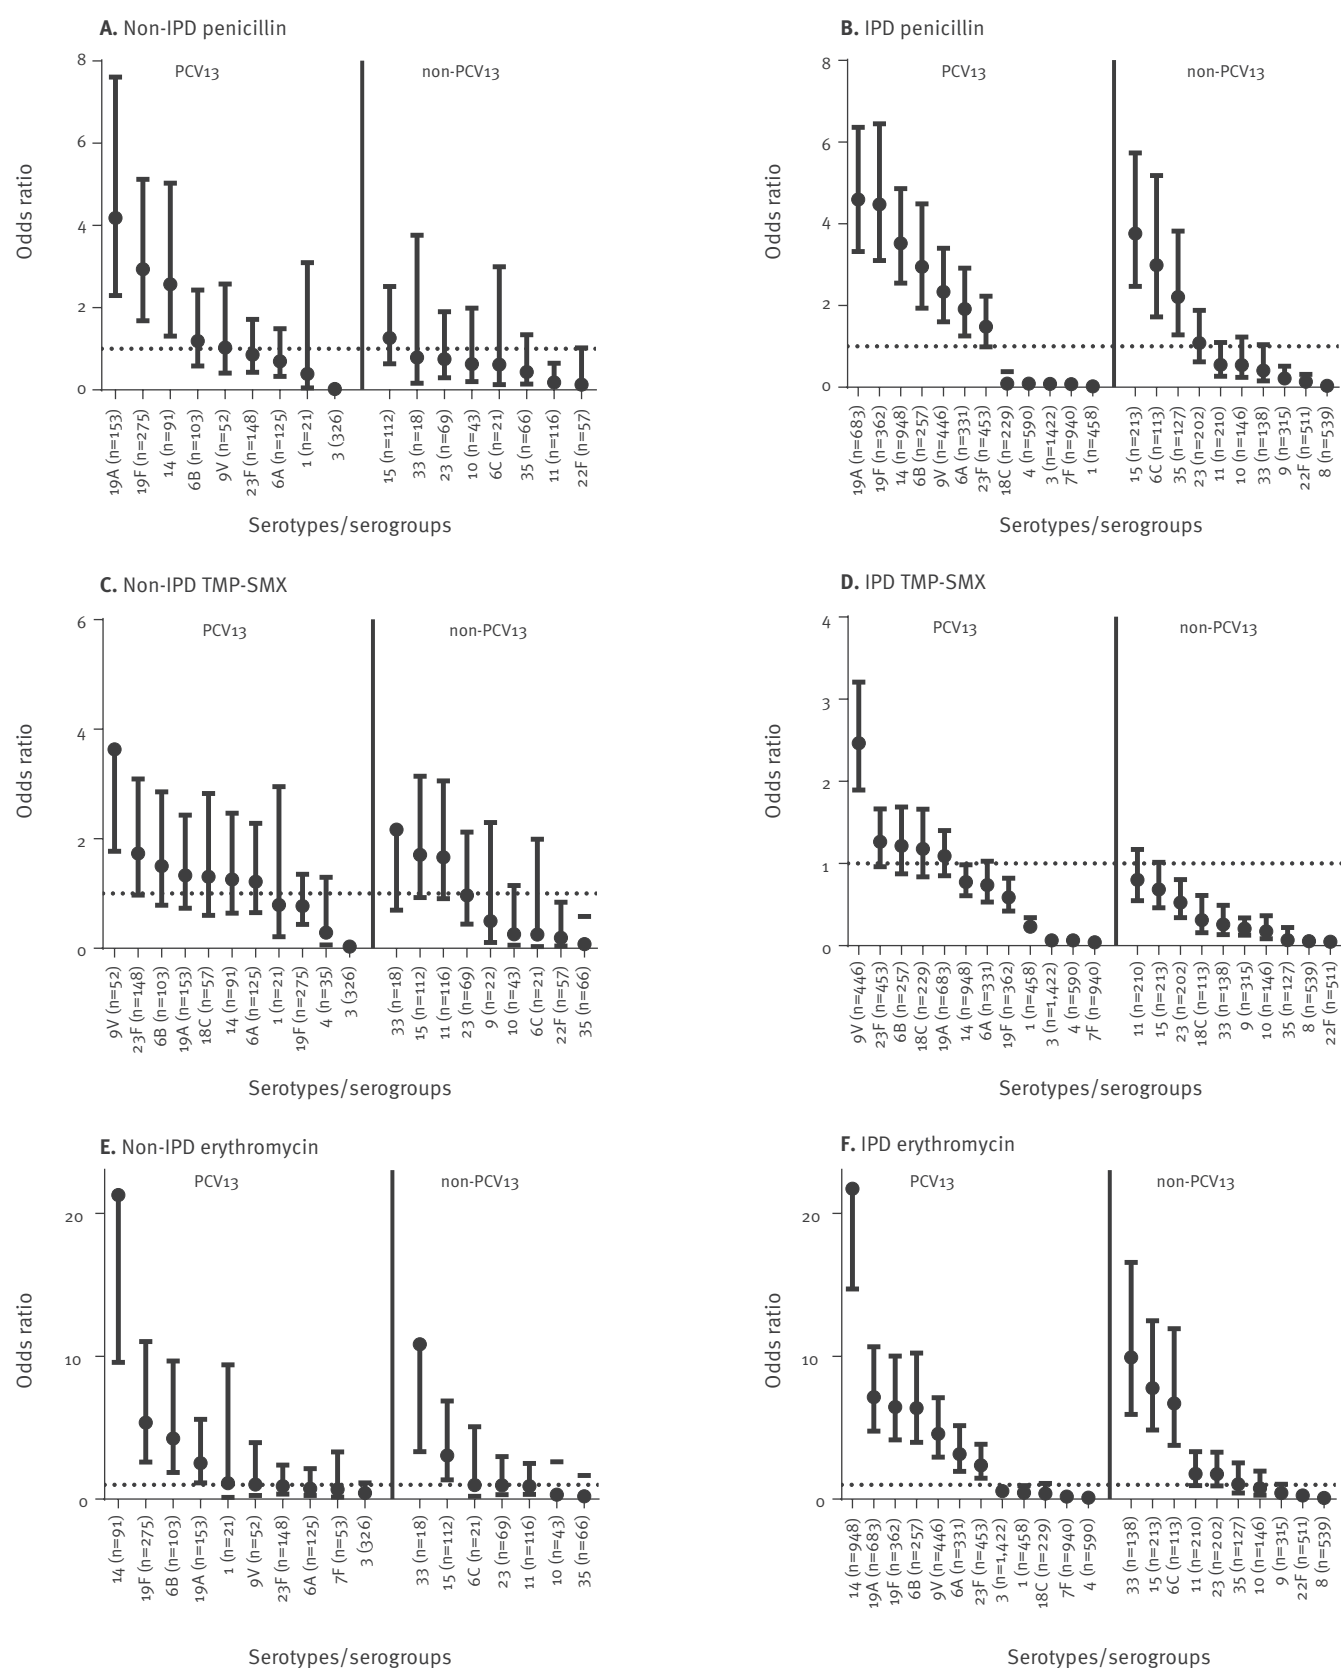 A. Non-IPD penicillin
PCV13
non-PCV13
8
6
4
2
0
Odds ratio
19A (n=153)
19F (n=275)
14 (n=91)
6B (n=103)
9V (n=52)
23F (n=148)
6A (n=125)
1 (n=21)
3 (326)
15 (n=112)
33 (n=18)
23 (n=69)
10 (n=43)
6C (n=21)
35 (n=66)
11 (n=116)
22F (n=57)
Serotypes/serogroups
B. IPD penicillin
PCV13
non-PCV13
8
6
4
2
0
Odds ratio
19A (n=683)
19F (n=362)
14 (n=948)
6B (n=257)
9V (n=446)
6A (n=331)
23F (n=453)
18C (n=229)
4 (n=590)
3 (n=1422)
7F (n=940)
1 (n=458)
15 (n=213)
6C (n=113)
35 (n=127)
23 (n=202)
11 (n=210)
10 (n=146)
33 (n=138)
9 (n=315)
22F (n=511)
8 (n=539)
Serotypes/serogroups
C. Non-IPD TMP-SMX
PCV13
non-PCV13
6
4
2
0
Odds ratio
9V (n=52)
23F (n=148)
6B (n=103)
19A (n=153)
18C (n=57)
14 (n=91)
6A (n=125)
1 (n=21)
19F (n=275)
4 (n=35)
3 (326)
33 (n=18)
15 (n=112)
11 (n=116)
23 (n=69)
9 (n=22)
10 (n=43)
6C (n=21)
22F (n=57)
35 (n=66)
Serotypes/serogroups
D. IPD TMP-SMX
PCV13
non-PCV13
4
3
2
1
0
Odds ratio
9V (n=446)
23F (n=453)
6B (n=257)
18C (n=229)
19A (n=683)
14 (n=948)
6A (n=331)
19F (n=362)
1 (n=458)
3 (n=1,422)
4 (n=590)
7F (n=940)
11 (n=210)
15 (n=213)
23 (n=202)
18C (n=113)
33 (n=138)
9 (n=315)
10 (n=146)
35 (n=127)
8 (n=539)
22F (n=511)
Serotypes/serogroups
E. Non-IPD erythromycin
PCV13
non-PCV13
20
10
0
Odds ratio
14 (n=91)
19F (n=275)
6B (n=103)
19A (n=153)
1 (n=21)
9V (n=52)
23F (n=148)
6A (n=125)
7F (n=53)
3 (326)
33 (n=18)
15 (n=112)
6C (n=21)
23 (n=69)
11 (n=116)
10 (n=43)
35 (n=66)
Serotypes/serogroups
F. IPD erythromycin
PCV13
non-PCV13
20
10
0
Odds ratio
14 (n=948)
19A (n=683)
19F (n=362)
6B (n=257)
9V (n=446)
6A (n=331)
23F (n=453)
3 (n=1,422)
1 (n=458)
18C (n=229)
7F (n=940)
4 (n=590)
33 (n=138)
15 (n=213)
6C (n=113)
11 (n=210)
23 (n=202)
35 (n=127)
10 (n=146)
9 (n=315)
22F (n=511)
8 (n=539)
Serotypes/serogroups